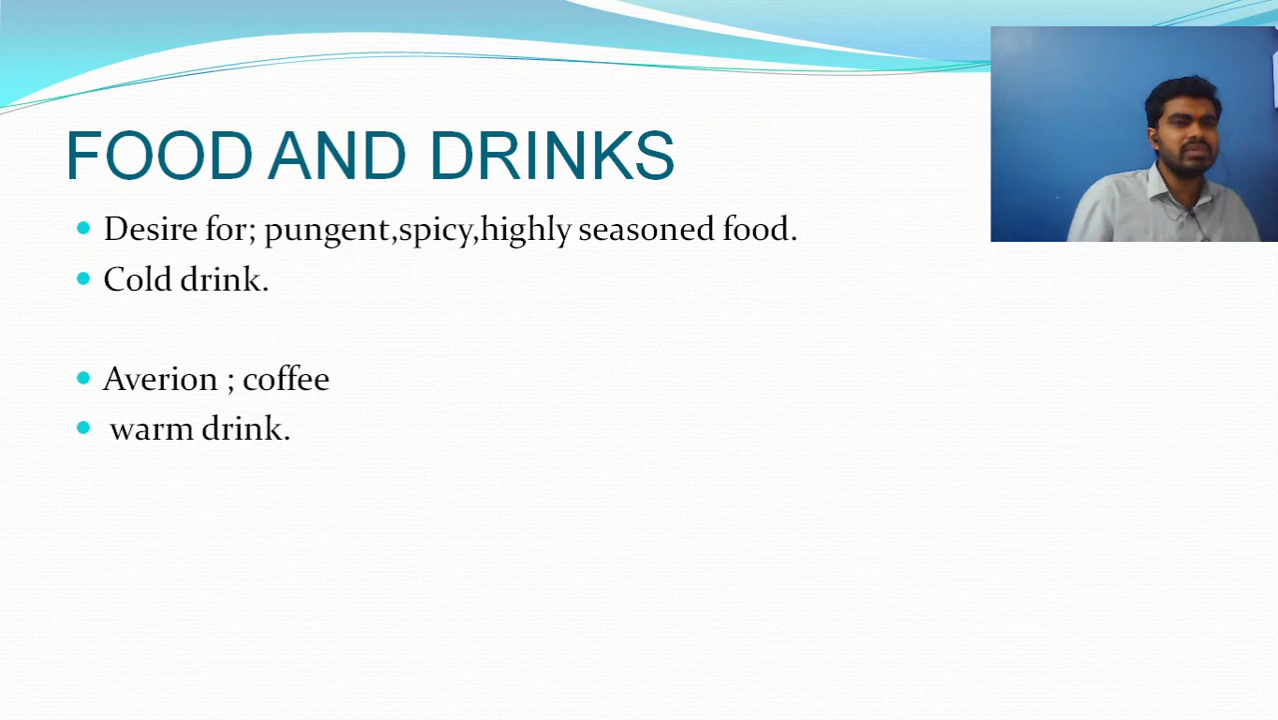 FOOD AND DRINKS
Desire for; pungent,spicy,highly seasoned food.
Cold drink.
Averion ; coffee
warm drink.